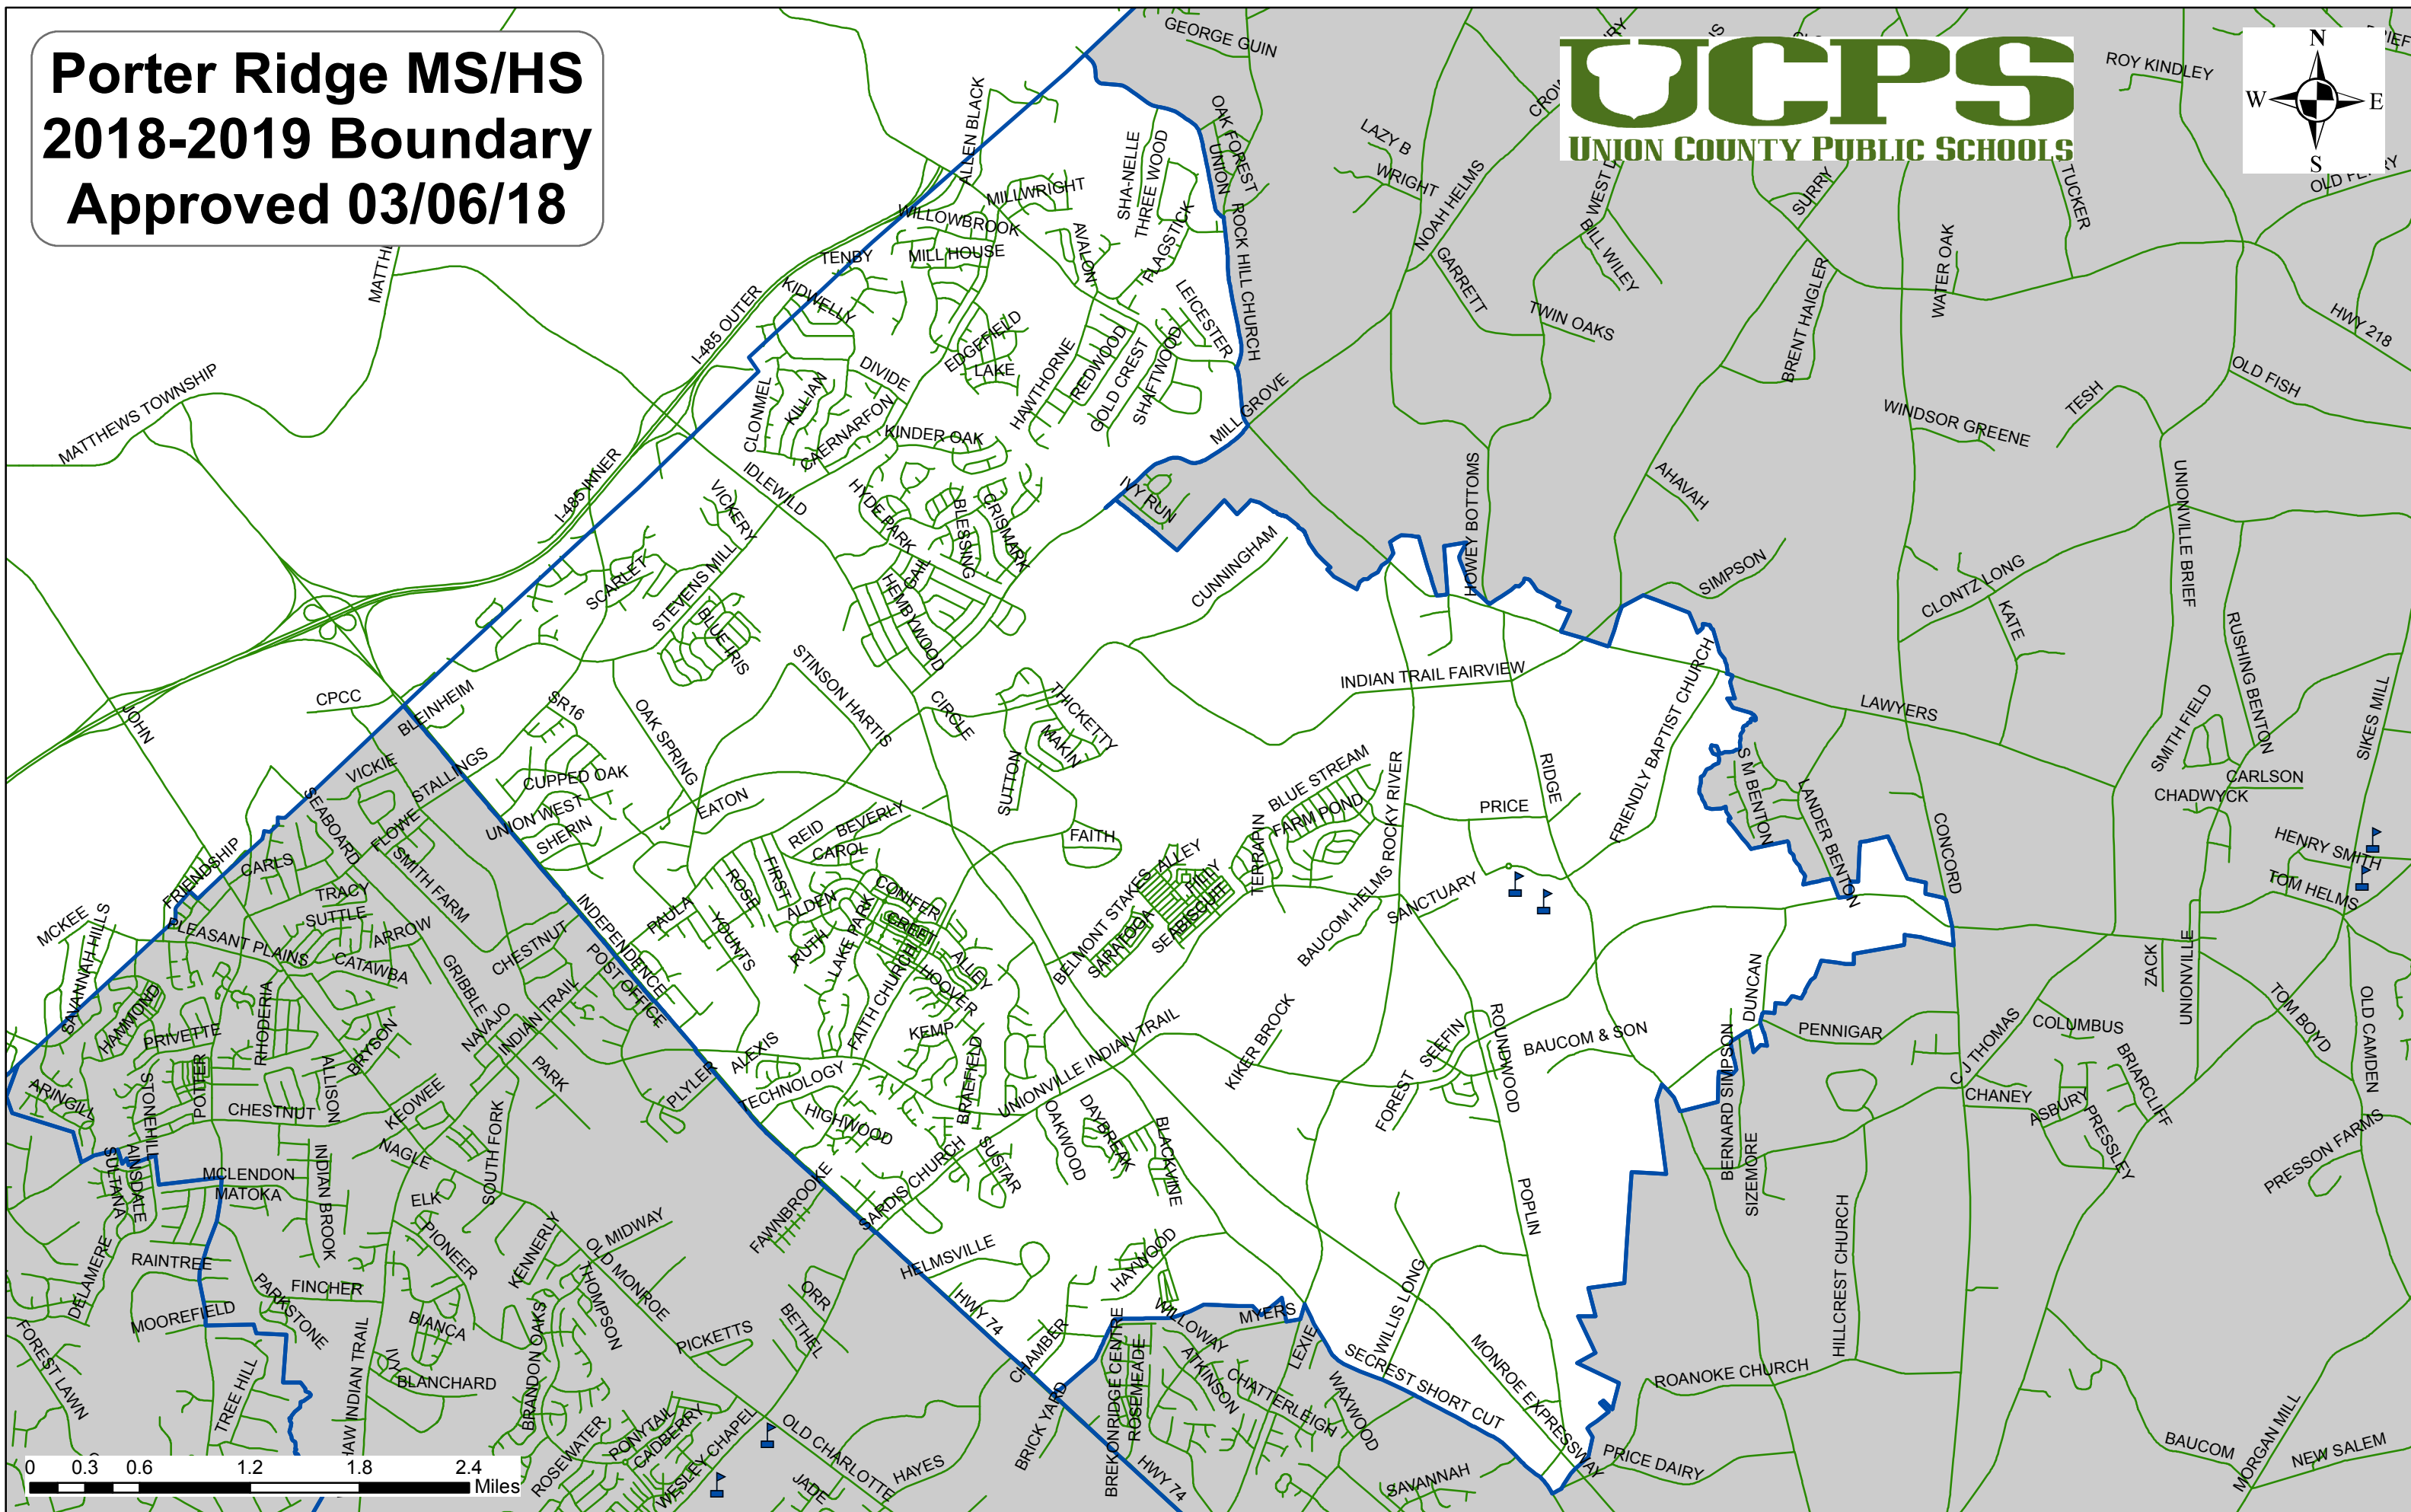 Porter Ridge MS/HS
2018-2019 Boundary
Approved 03/06/18
UCPS
UNION COUNTY PUBLIC SCHOOLS
N
W
E
S
GEORGE GUIN
ROY KINDLEY
ALLEN BLACK
OAK FOREST
UNION
LAZY B
WRIGHT
SHA-NELLE
THREE WOOD
MILLWRIGHT
WILLOWBROOK
NOAH HELMS
WEST
BILL WILEY
SURRY
TUCKER
MILL HOUSE
TENBY
AVALON
FLAGSTICK
ROCK HILL CHURCH
GARRETT
WATER OAK
BRENT HAIGLER
HWY 218
KIDWELLY
LEICESTER
TWIN OAKS
I-485 OUTER
EDGEFIELD
LAKE
HAWTHORNE
REDWOOD
GOLD CREST
SHAFTWOOD
DIVIDE
OLD FISH
MATTHEWS TOWNSHIP
CLONMEL
KILLIAN
CAERNARFON
KINDER OAK
MILL GROVE
WINDSOR GREENE
TESH
I-485 INNER
IDLEWILD
VICKERY
HYDE PARK
BLESSING
CRISMARK
IVY RUN
HOWEY BOTTOMS
AHAVAH
UNIONVILLE BRIEF
SCARLET
STEVENS MILL
GAIL
HEMBYWOOD
CUNNINGHAM
SIMPSON
CLONTZ LONG
KATE
BLUE IRIS
RUSHING BENTON
STINSON HARTIS
INDIAN TRAIL FAIRVIEW
FRIENDLY BAPTIST CHURCH
CPCC
JOHN
BLEINHEIM
SR16
OAK SPRING
CIRCLE
THICKETTY
MAKIN
LAWYERS
SMITH FIELD
SIKES MILL
VICKIE
STALLINGS
CUPPED OAK
SUTTON
BLUE STREAM
FARM POND
RIDGE
PRICE
S M BENTON
LANDER BENTON
CARLSON
CHADWYCK
SEABOARD
FLOWE
UNION WEST
SHERIN
EATON
REID
BEVERLY
CAROL
FAITH
CONCORD
HENRY SMITH
TOM HELMS
FRIENDSHIP
CARLS
SMITH FARM
TRACY
SUTTLE
ARROW
ROSE
FIRST
ALDEN
CONIFER
CREFT
ALLEY
FILLY
TERRAPIN
BELMONT STAKES
SARATOGA
SEABISCUIT
BAUCOM HELMS
ROCKY RIVER
SANCTUARY
MCKEE
SAVANNAH HILLS
PLEASANT PLAINS
CATAWBA
CHESTNUT
INDEPENDENCE
POST OFFICE
PAULA
YOUNTS
RUTH
LAKE PARK
FAITH CHURCH
HOOVER
ALLEY
DUNCAN
ZACK
UNIONVILLE
TOM BOYD
OLD CAMDEN
HAMMOND
PRIVETTE
RHODERIA
BRYSON
GRIBBLE
NAVAJO
INDIAN TRAIL
KEMP
ALEXIS
TECHNOLOGY
BRAEFIELD
UNIONVILLE INDIAN TRAIL
KIKER BROCK
SEEFIN
ROUNDWOOD
BAUCOM & SON
PENNIGAR
C J THOMAS
COLUMBUS
BRIARCLIFF
ARINGILL
STONEHILL
POTTER
CHESTNUT
ALLISON
KEOWEE
PARK
PLYLER
HIGHWOOD
OAKWOOD
DAYBREAK
BLACKVINE
FOREST
BERNARD SIMPSON
SIZEMORE
CHANEY
ASBURY
PRESSLEY
PRESSON FARMS
SULTANA
AINSDALE
MCLENDON
MATOKA
INDIAN BROOK
NAGLE
ELK
SOUTH FORK
FAWNBROOKE
SARDIS CHURCH
SUSTAR
POPLIN
HILLCREST CHURCH
DELAMERE
RAINTREE
FINCHER
PIONEER
KENNERLY
MIDWAY
OLD MONROE
HELMSVILLE
HAYWOOD
FOREST LAWN
MOOREFIELD
PARKSTONE
BIANCA
THOMPSON
ORR
BETHEL
HWY 74
CHAMBER
WILLOWAY
MYERS
LEXIE
WILLIS LONG
TREE HILL
IVY
BLANCHARD
BRANDON OAKS
PICKETTS
BREKONRIDGE CENTRE
ROSEMEADE
ATKINSON
CHATTERLEIGH
WAXWOOD
SECREST SHORT CUT
MONROE EXPRESSWAY
ROANOKE CHURCH
ROSEWATER
PONYTAIL
CADBERRY
WESLEY CHAPEL
OLD CHARLOTTE
JADE
HAYES
BRICK YARD
HWY 74
SAVANNAH
PRICE DAIRY
BAUCOM
MORGAN MILL
NEW SALEM
0 0.3 0.6 1.2 1.8 2.4
Miles